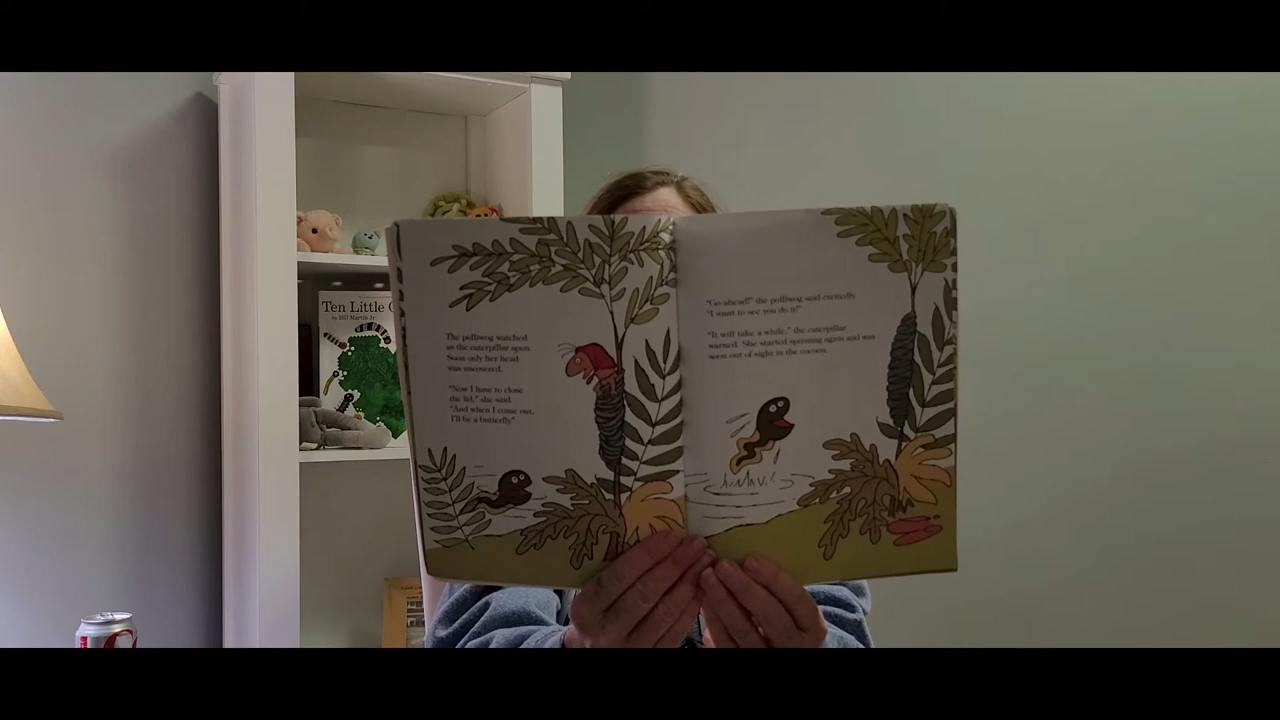 Ten Little
by Bill Martin Jr
The polliwog watched
as the caterpillar spun.
Soon only her head
was uncovered.
"Now I have to close
the lid," she said.
"And when I come out,
I'll be a butterfly."
"Go ahead!" the polliwog said excitedly.
"I want to see you do it!"
"It will take a while," the caterpillar
warned. She started spinning again and was
soon out of sight in the cocoon.